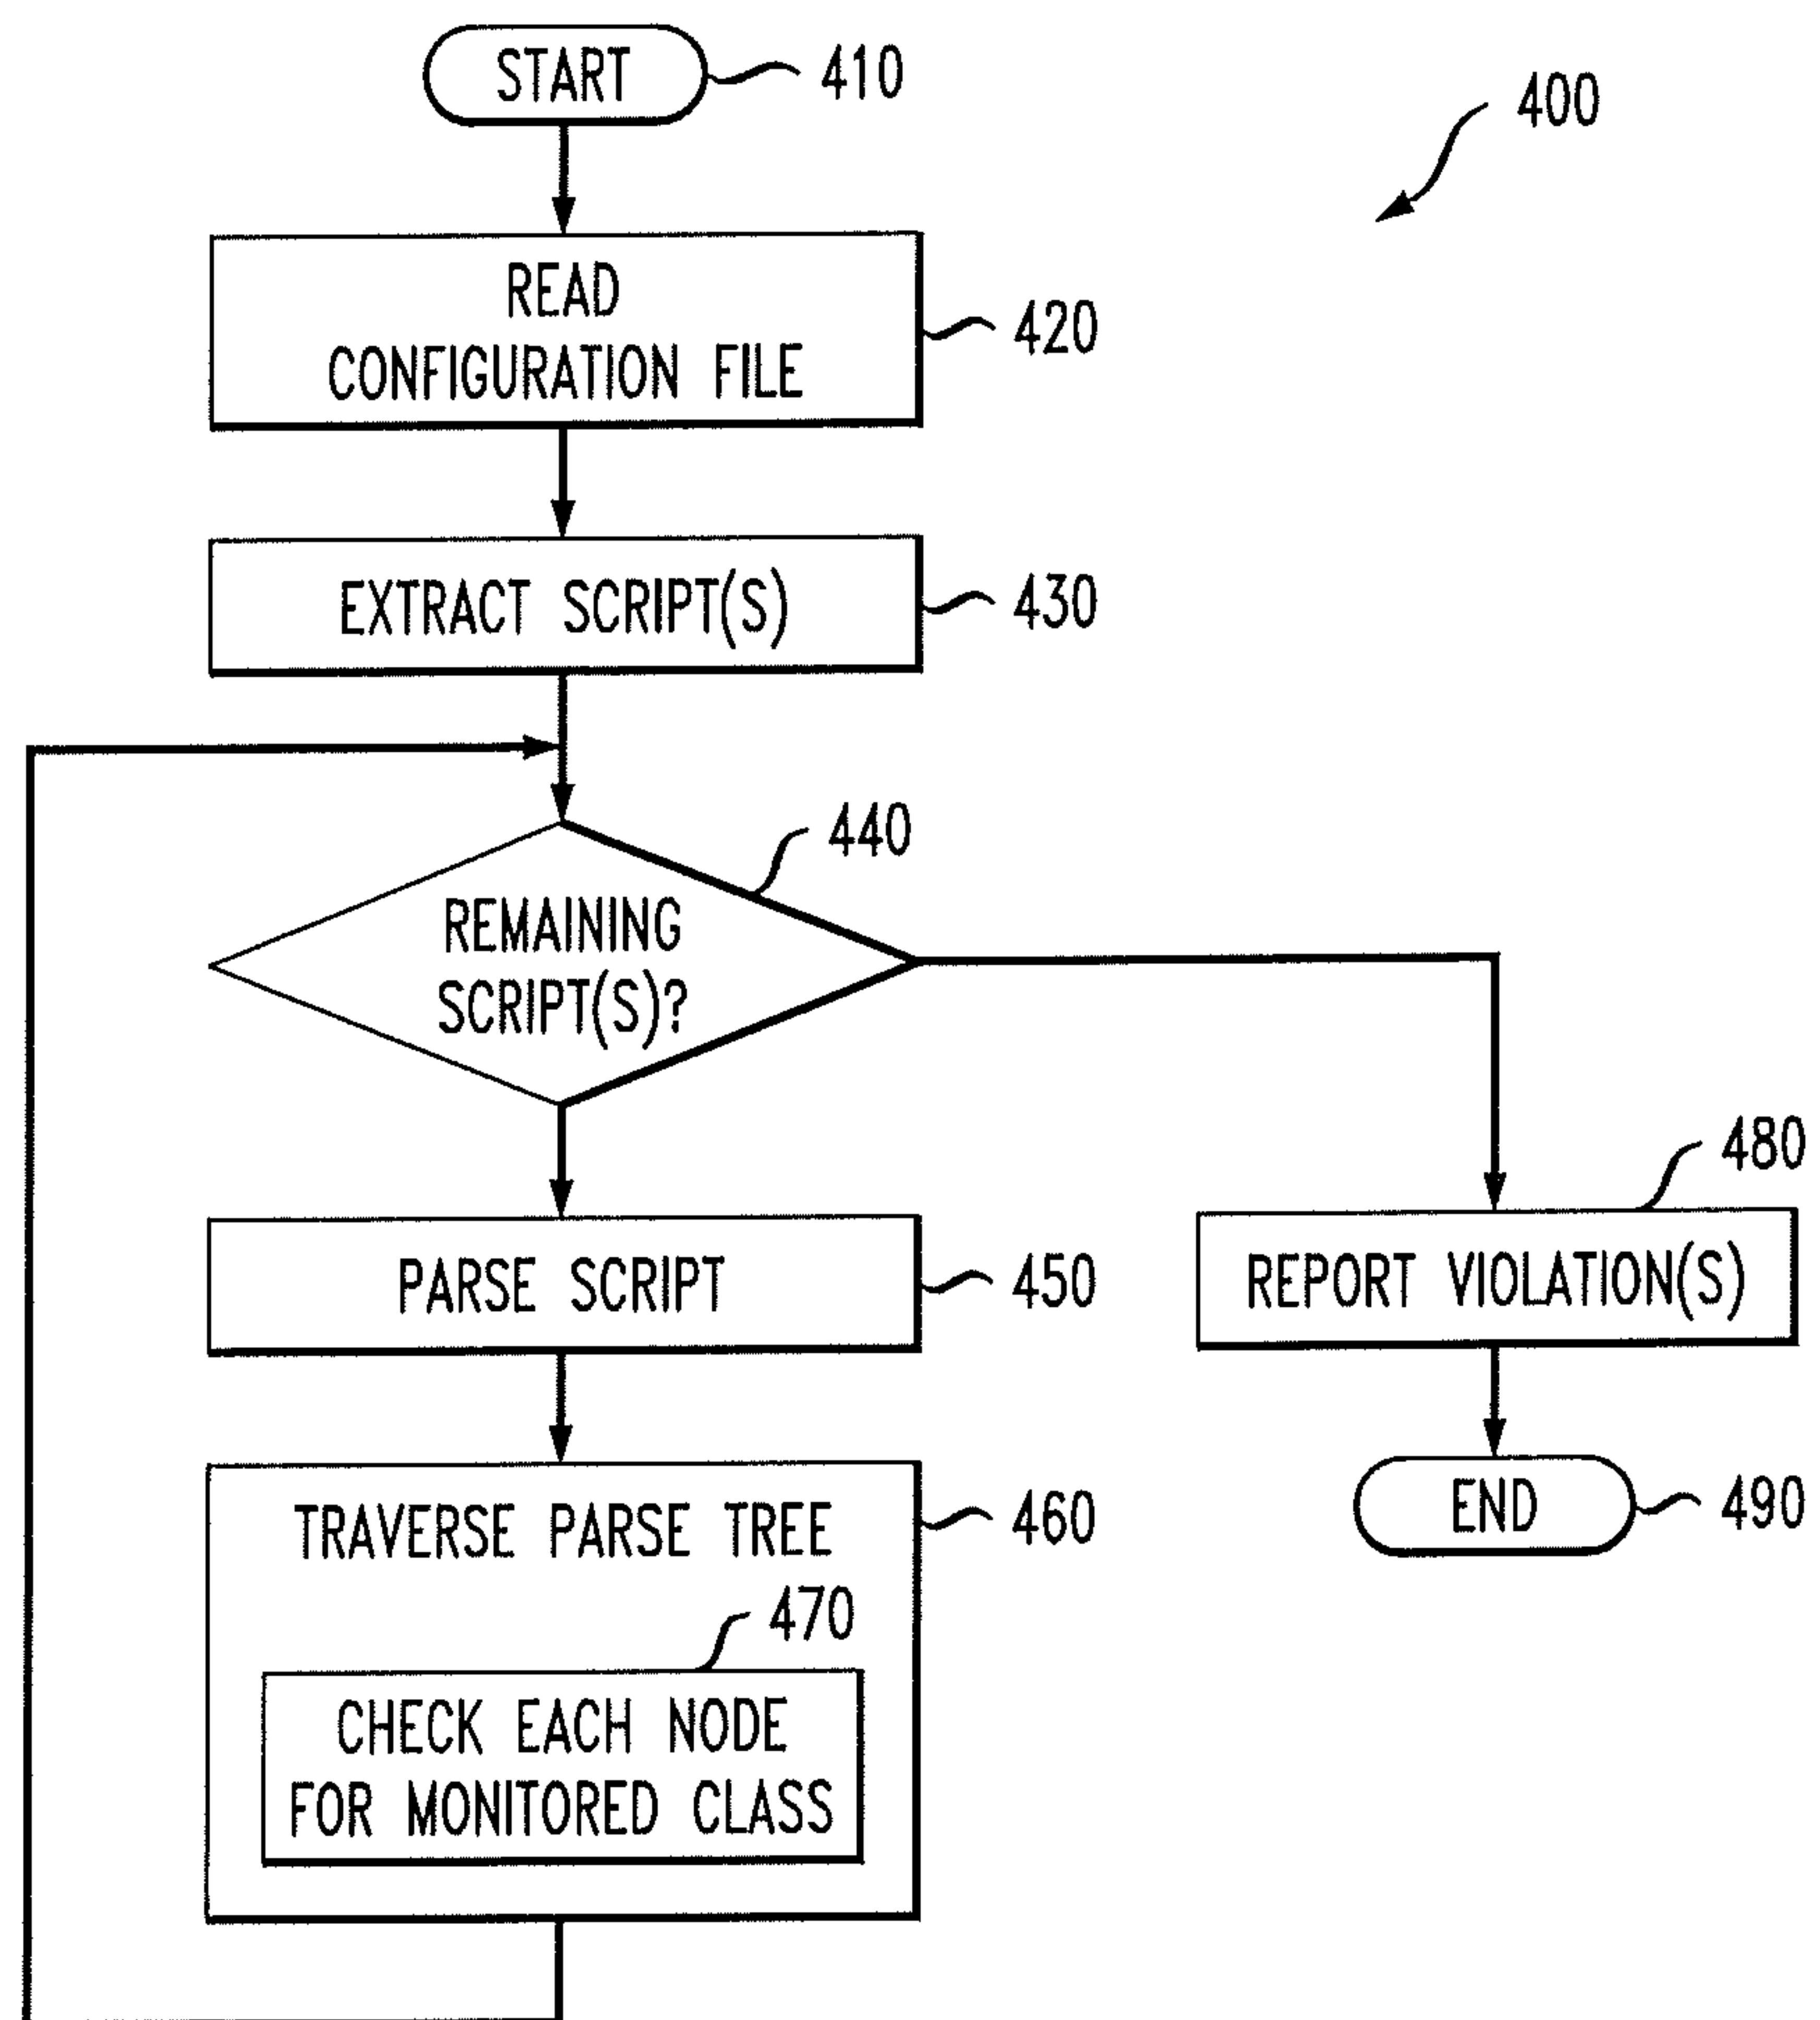 START
410
400
READ
CONFIGURATION FILE
420
EXTRACT SCRIPT(S)
430
440
REMAINING
SCRIPT(S)?
480
PARSE SCRIPT
450
REPORT VIOLATION(S)
TRAVERSE PARSE TREE
460
END
490
470
CHECK EACH NODE
FOR MONITORED CLASS